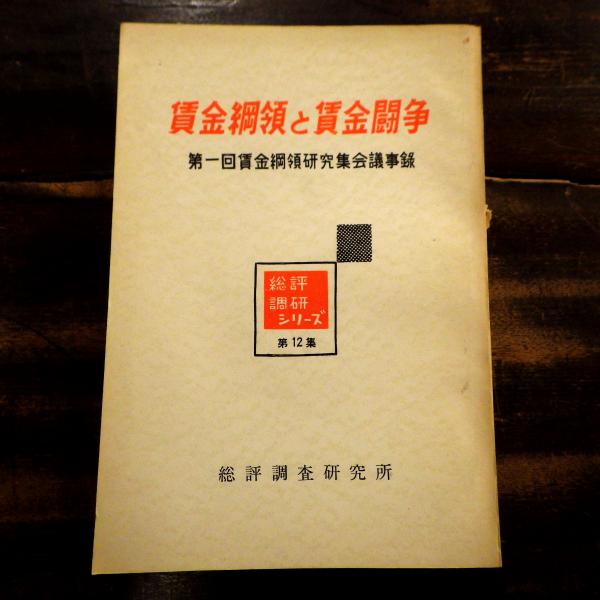 賃金綱領と賃金闘争
第一回賃金綱領研究集会議事錄
総評
調研
シリーズ
第12集
総評調査研究所